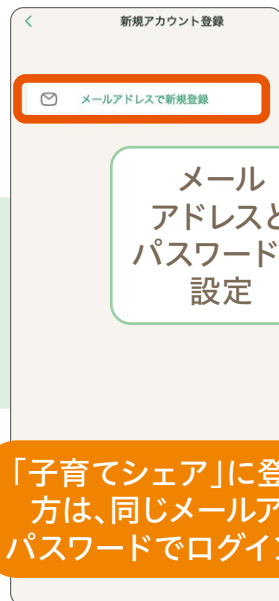 新規アカウント登録
メールアドレスで新規登録
メール
アドレスと
パスワード
設定
「子育てシェア」に登
方は、同じメールア
パスワードでログイン